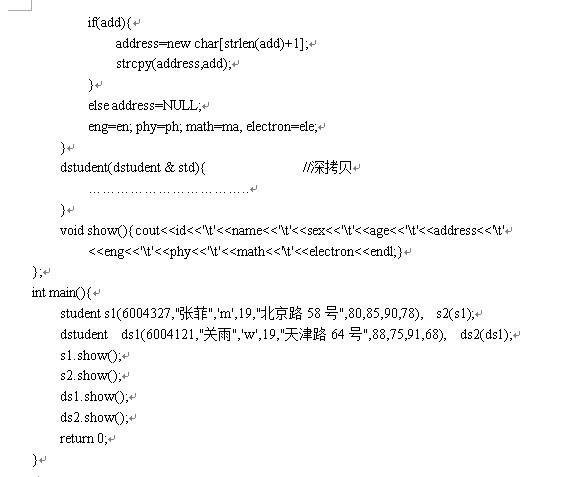 if(add){
address=new char[strlen(add)+1];
strcpy(address,add);
}
else address=NULL;
eng=en; phy=ph; math=ma, electron=ele;
}
dstudent(dstudent & std){ //深拷贝
……………………………..
}
void show(){ cout<<id<<'\t'<<name<<'\t'<<sex<<'\t'<<age<<'\t'<<address<<'\t'
<<eng<<'\t'<<phy<<'\t'<<math<<'\t'<<electron<<endl;}
};
int main(){
student s1(6004327,"张菲",'m',19,"北京路 58 号",80,85,90,78), s2(s1);
dstudent ds1(6004121,"关雨",'w',19,"天津路 64 号",88,75,91,68), ds2(ds1);
s1.show();
s2.show();
ds1.show();
ds2.show();
return 0;
}